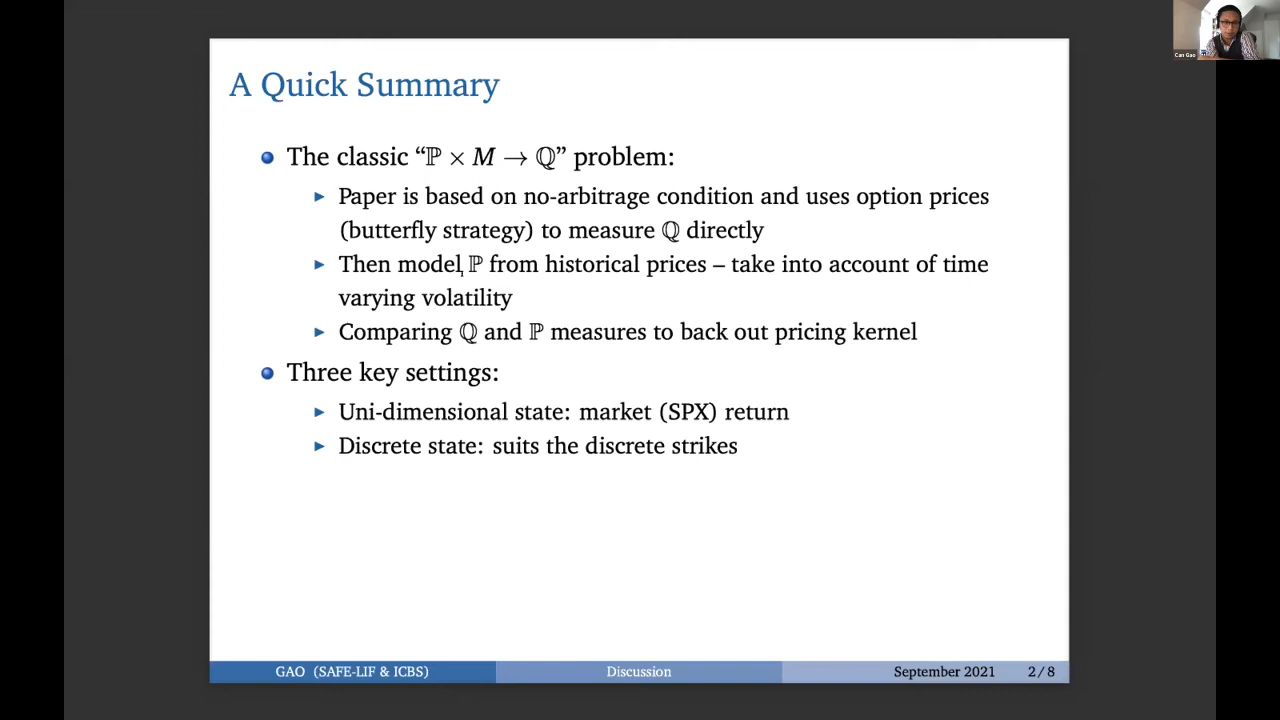 Can Gao
A Quick Summary
The classic “ℙ × M → ℚ” problem:
Paper is based on no-arbitrage condition and uses option prices
(butterfly strategy) to measure ℚ directly
Then model ℙ from historical prices – take into account of time
varying volatility
Comparing ℚ and ℙ measures to back out pricing kernel
Three key settings:
Uni-dimensional state: market (SPX) return
Discrete state: suits the discrete strikes
GAO (SAFE-LIF & ICBS) Discussion September 2021 2 / 8